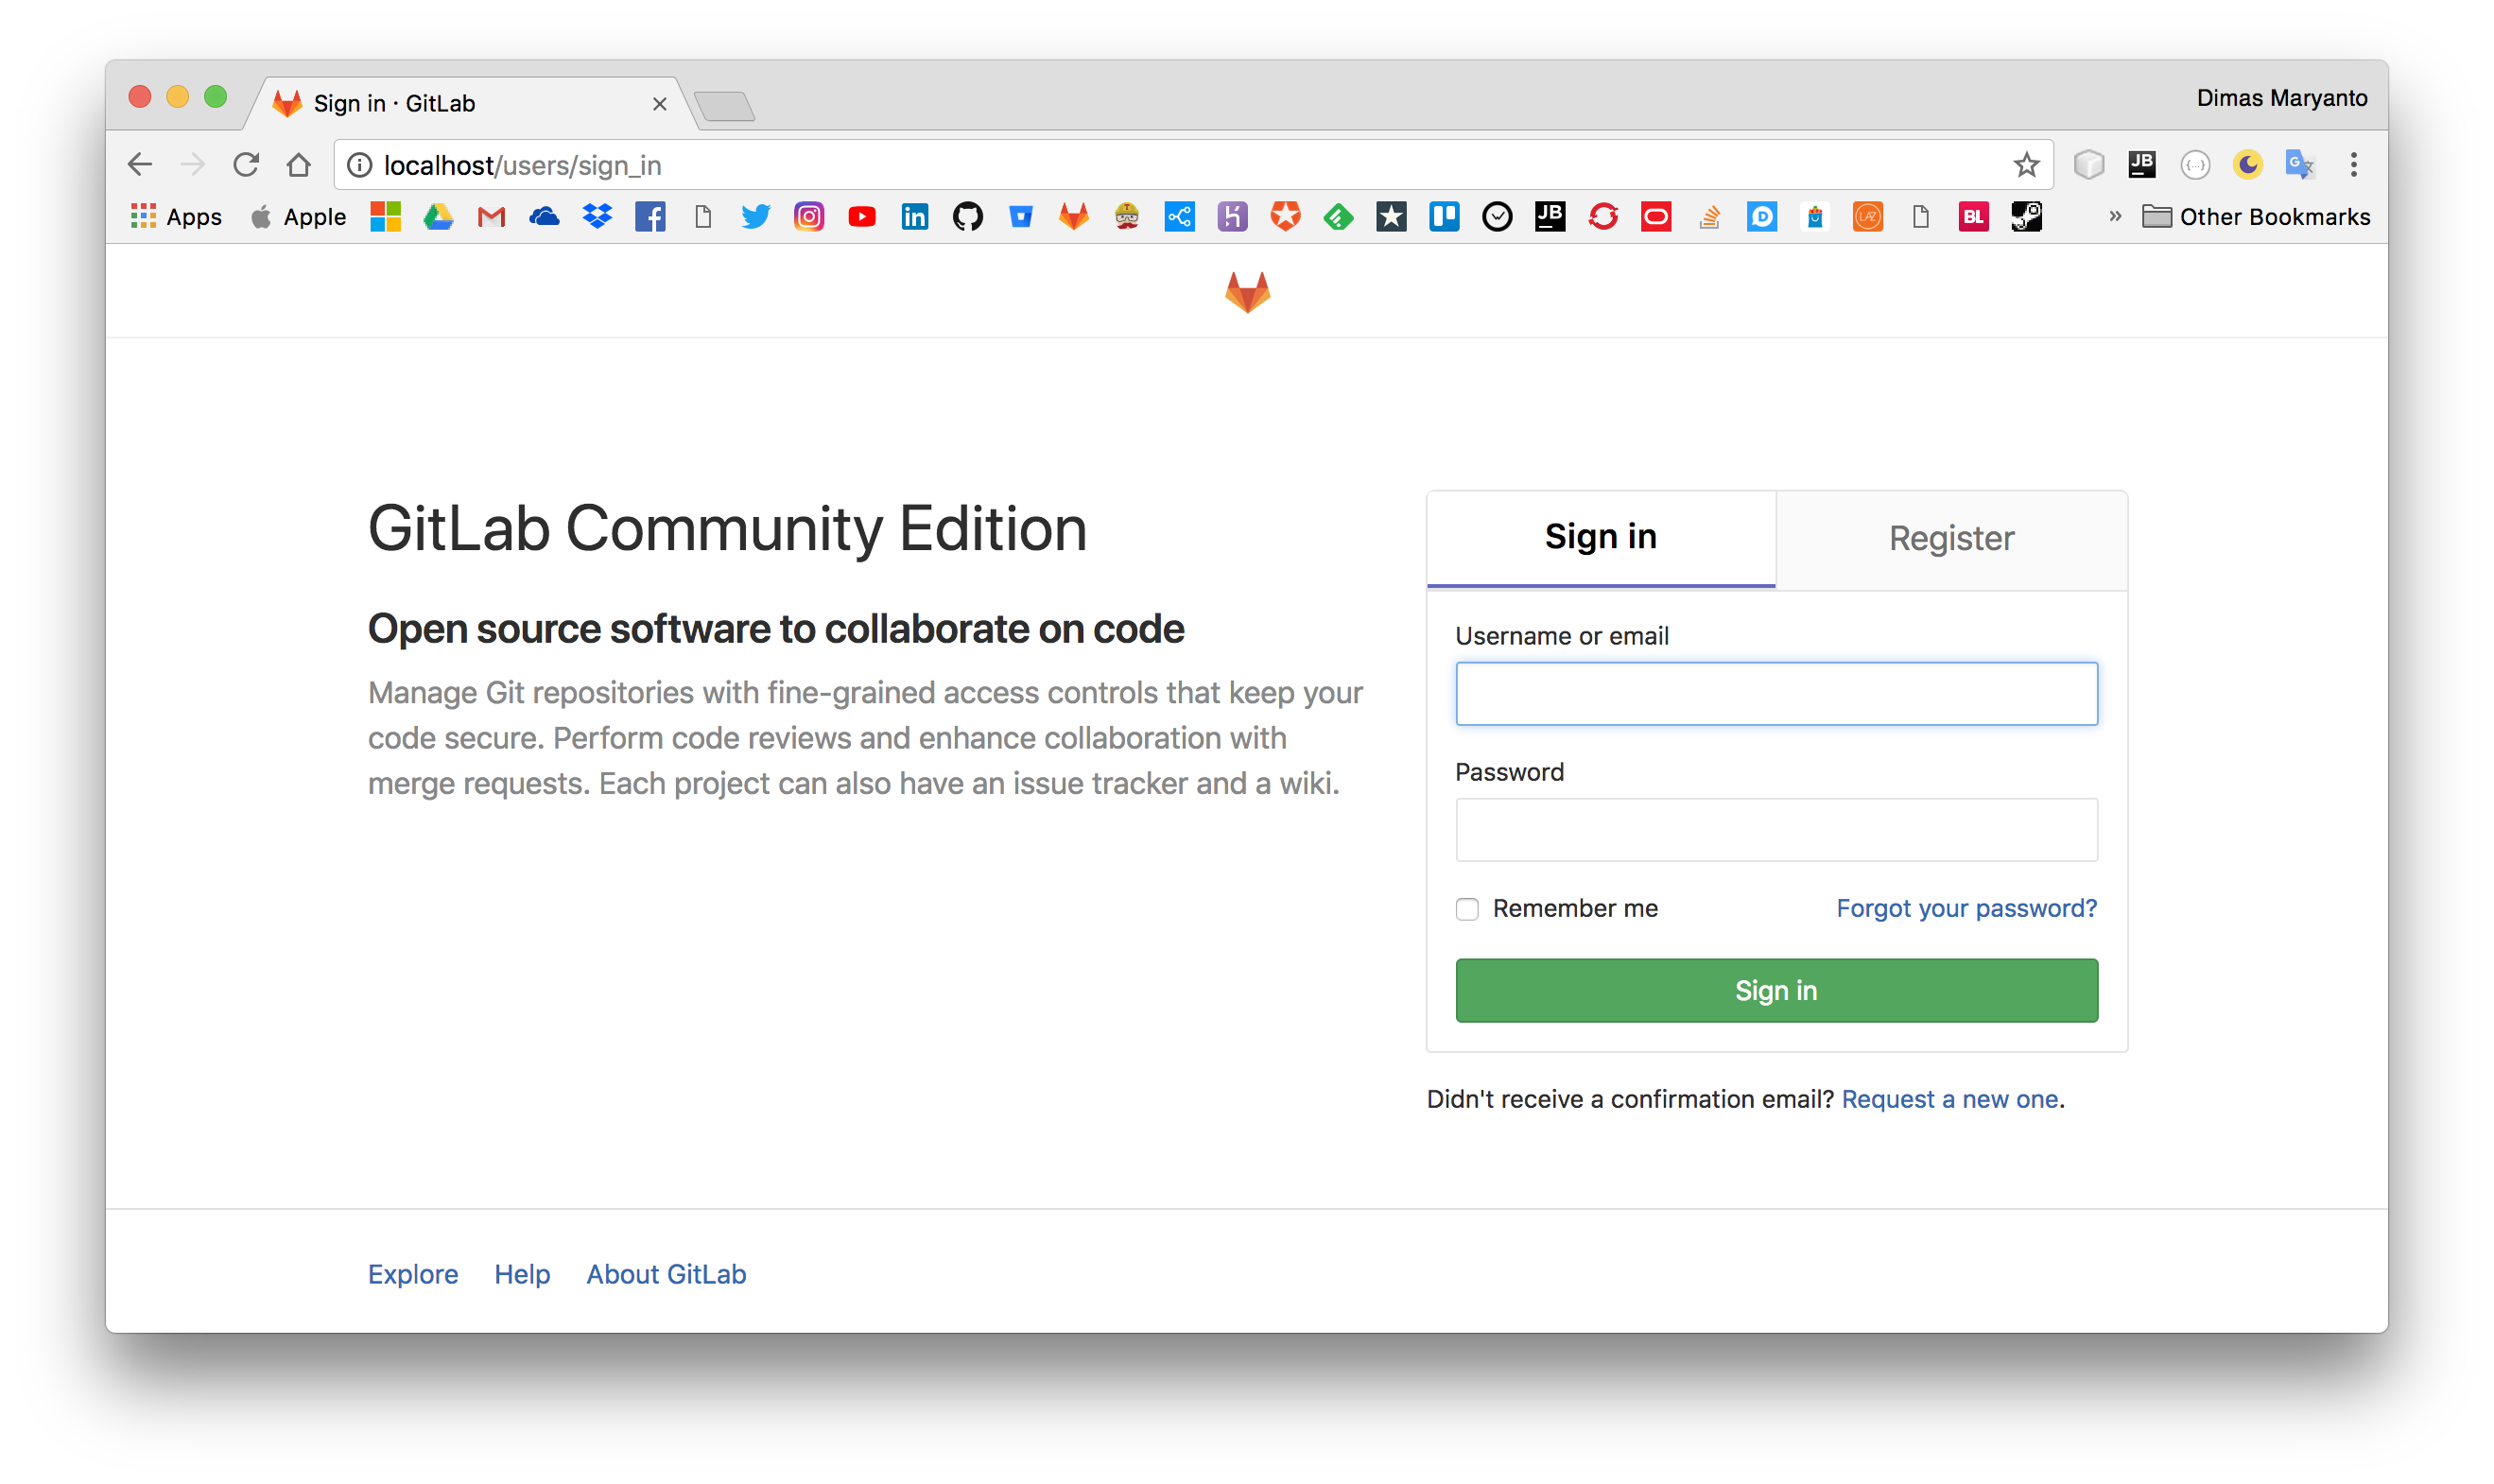 Sign in · GitLab
Dimas Maryanto
localhost/users/sign_in
Apps
Apple
JB
» Other Bookmarks
GitLab Community Edition
Open source software to collaborate on code
Manage Git repositories with fine-grained access controls that keep your
code secure. Perform code reviews and enhance collaboration with
merge requests. Each project can also have an issue tracker and a wiki.
Sign in
Register
Username or email
Password
Remember me
Forgot your password?
Sign in
Didn't receive a confirmation email? Request a new one.
Explore
Help
About GitLab